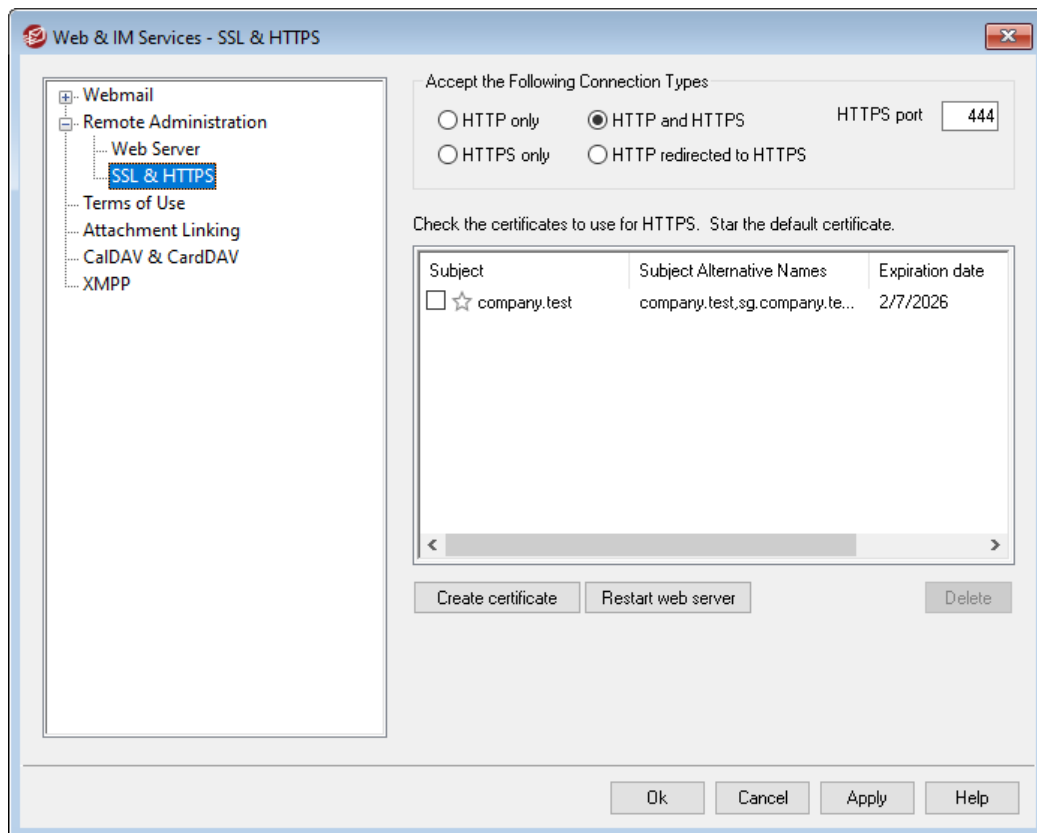 Web & IM Services - SSL & HTTPS
Webmail
Remote Administration
Web Server
SSL & HTTPS
Terms of Use
Attachment Linking
CalDAV & CardDAV
XMPP
Accept the Following Connection Types
HTTP only
HTTP and HTTPS
HTTPS port
444
HTTPS only
HTTP redirected to HTTPS
Check the certificates to use for HTTPS.  Star the default certificate.
Subject
Subject Alternative Names
Expiration date
company.test
company.test,sg.company.te...
2/7/2026
Create certificate
Restart web server
Delete
Ok
Cancel
Apply
Help